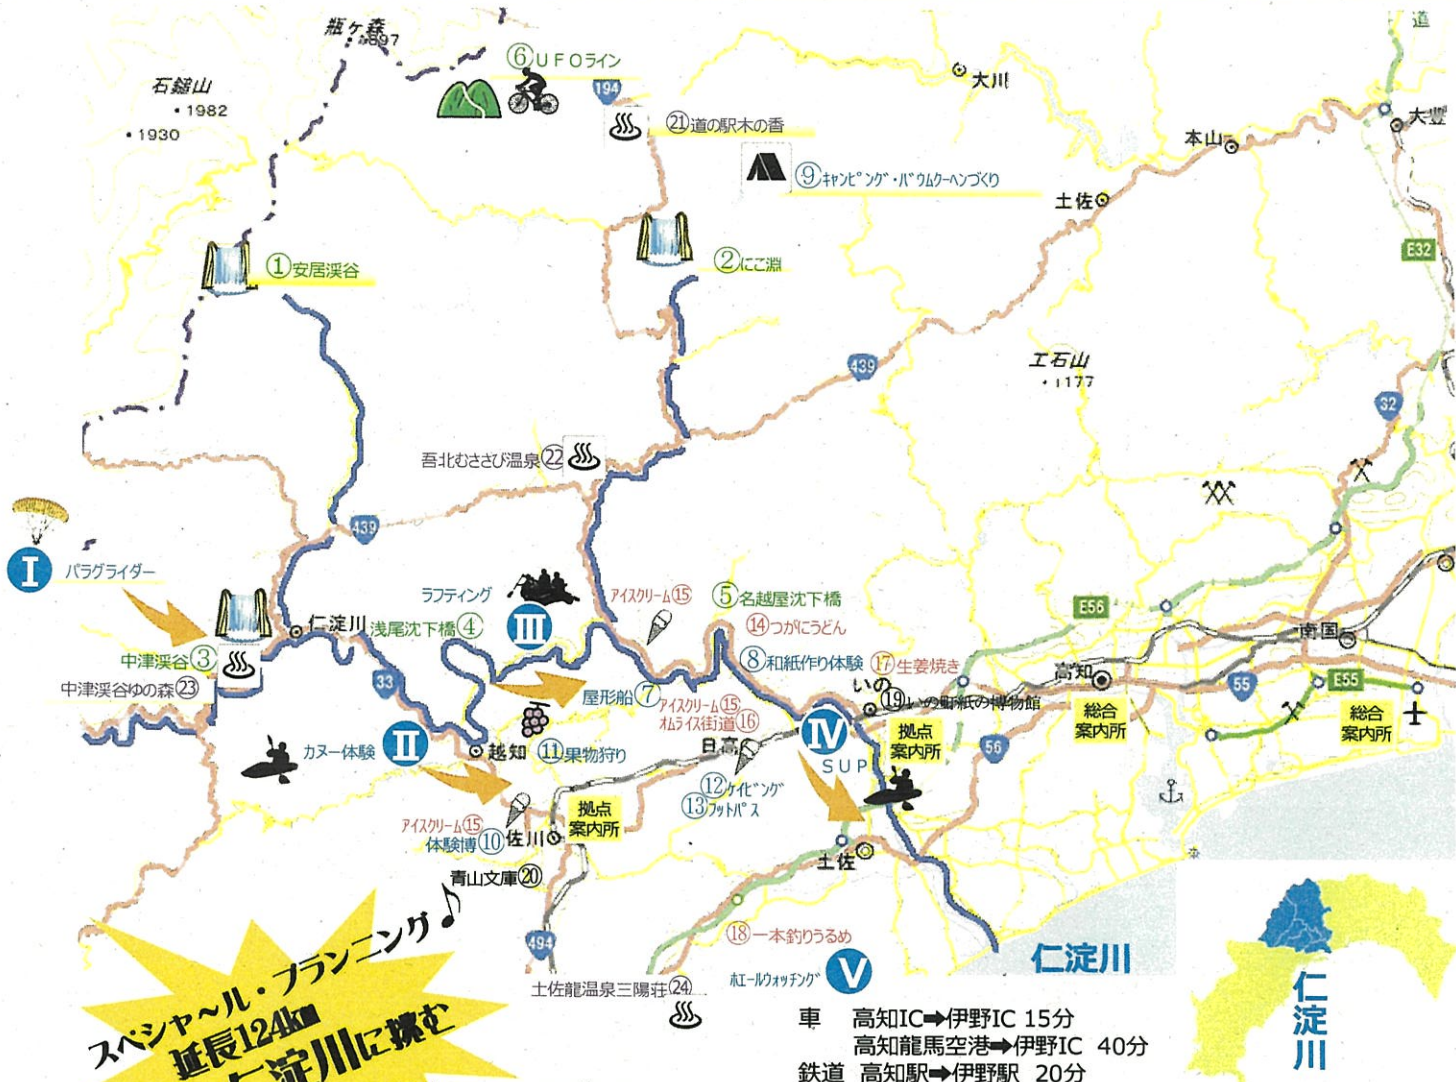 瓶ヶ森
1897
石鎚山
1982
1930
⑥UFOライン
194
㉑道の駅木の香
大川
道
大豊
本山
⑨キャンピング・バウムクーヘンづくり
土佐
E32
①安居渓谷
②にこ淵
439
工石山
1177
32
吾北むささび温泉㉒
439
Ⅰ
パラグライダー
ラフティング
Ⅲ
アイスクリーム⑮
⑤名越屋沈下橋
E56
仁淀川
浅尾沈下橋④
⑭つがにうどん
南国
中津渓谷③
⑧和紙作り体験
⑰生姜焼き
高知
中津渓谷ゆの森㉓
33
屋形船⑦
いの
⑲いの町紙の博物館
55
E55
アイスクリーム⑮
オムライス街道⑯
総合
案内所
総合
案内所
カヌー体験
Ⅱ
越知
⑪果物狩り
日高
Ⅳ
SUP
拠点
案内所
56
⑫ケイビング
⑬フットパス
アイスクリーム⑮
体験博⑩
佐川
拠点
案内所
土佐
青山文庫⑳
494
⑱一本釣りうるめ
仁淀川
ホエールウォッチング
Ⅴ
土佐龍温泉三陽荘㉔
スペシャ～ル・プランニング♪
延長124km
仁淀川に挑む
仁淀川
車 高知IC➡伊野IC 15分
高知龍馬空港➡伊野IC 40分
鉄道 高知駅➡伊野駅 20分